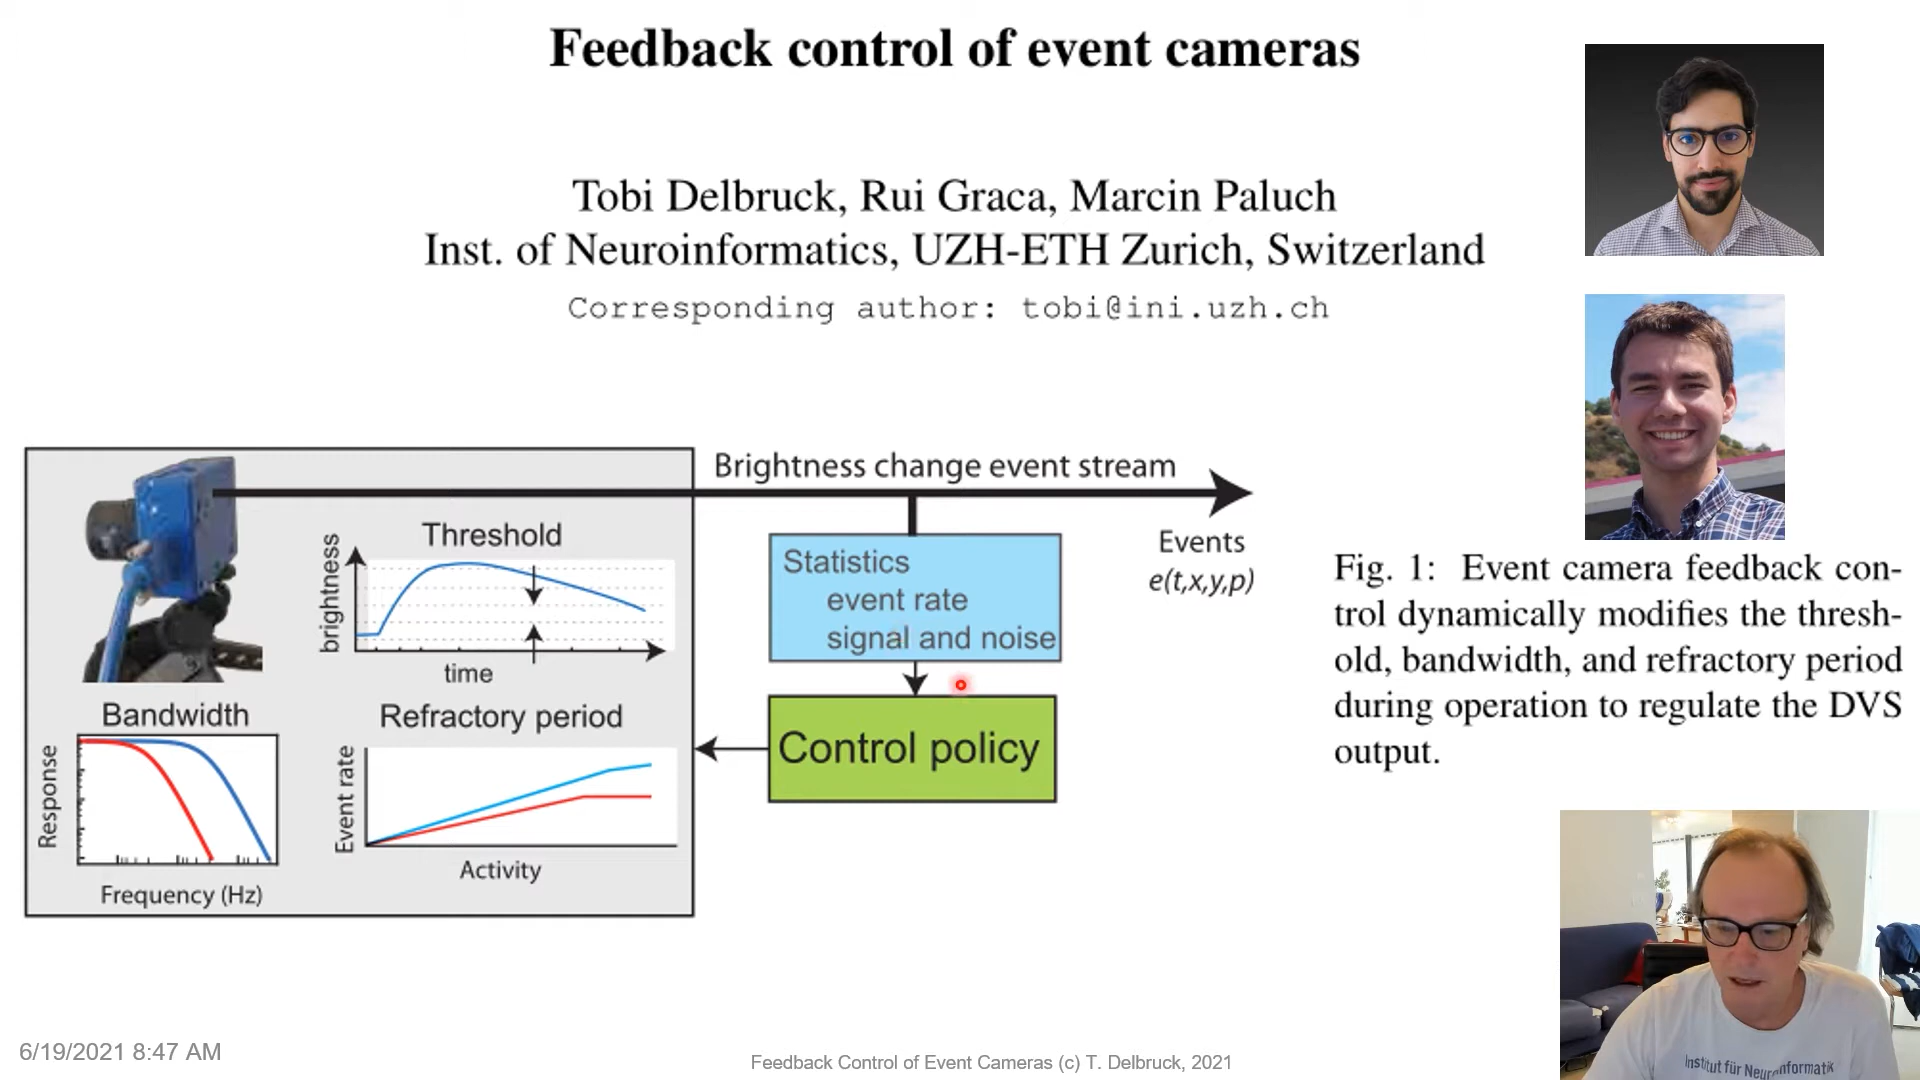 Feedback control of event cameras
Tobi Delbruck, Rui Graca, Marcin Paluch
Inst. of Neuroinformatics, UZH-ETH Zurich, Switzerland
Corresponding author: tobi@ini.uzh.ch
Brightness change event stream
Events
e(t,x,y,p)
Threshold
brightness
time
Bandwidth
Response
Frequency (Hz)
Refractory period
Event rate
Activity
Statistics
event rate
signal and noise
Control policy
Fig. 1: Event camera feedback con-
trol dynamically modifies the thresh-
old, bandwidth, and refractory period
during operation to regulate the DVS
output.
Institut für Neuroinformatik
6/19/2021 8:47 AM
Feedback Control of Event Cameras (c) T. Delbruck, 2021